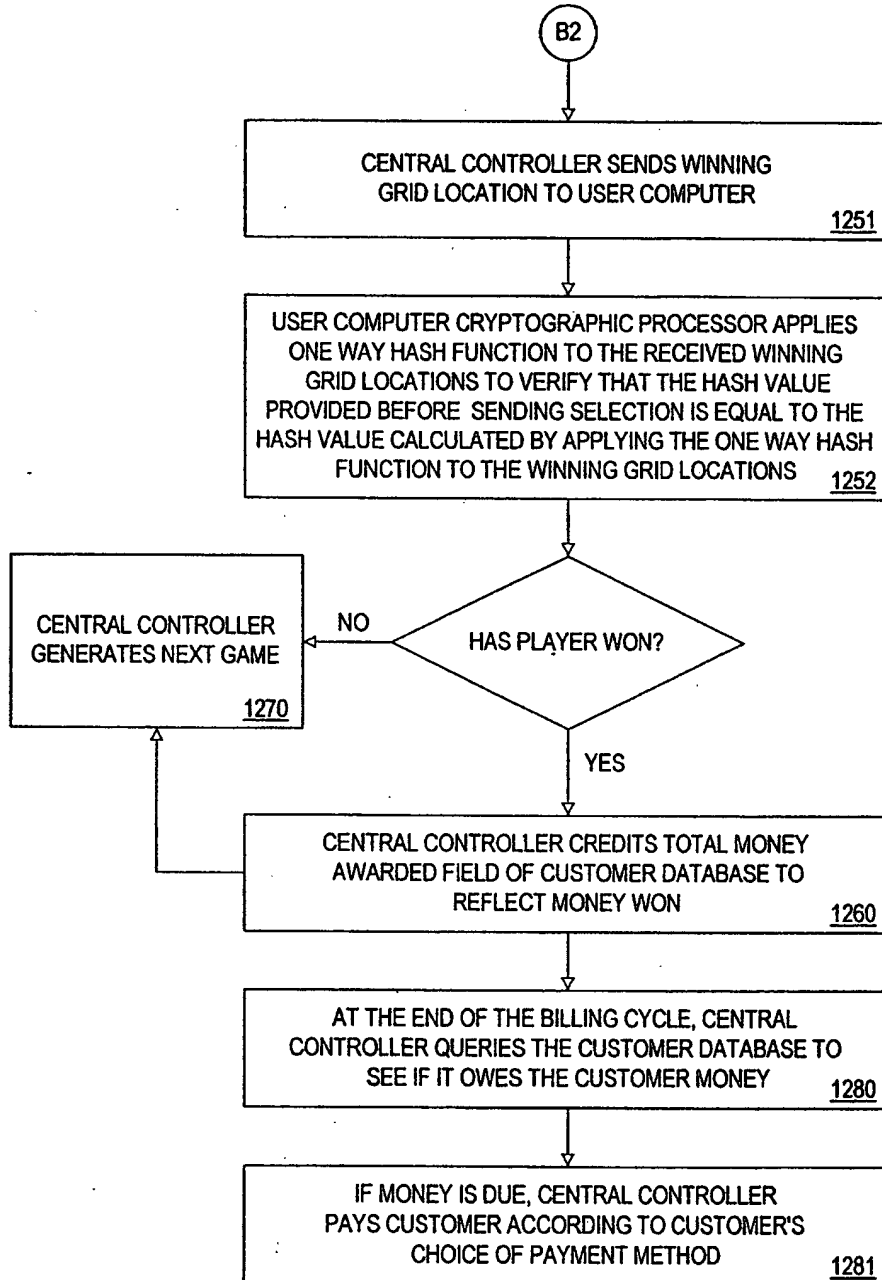 B2
CENTRAL CONTROLLER SENDS WINNING
GRID LOCATION TO USER COMPUTER
1251
USER COMPUTER CRYPTOGRAPHIC PROCESSOR APPLIES
ONE WAY HASH FUNCTION TO THE RECEIVED WINNING
GRID LOCATIONS TO VERIFY THAT THE HASH VALUE
PROVIDED BEFORE SENDING SELECTION IS EQUAL TO THE
HASH VALUE CALCULATED BY APPLYING THE ONE WAY HASH
FUNCTION TO THE WINNING GRID LOCATIONS
1252
HAS PLAYER WON?
NO
CENTRAL CONTROLLER
GENERATES NEXT GAME
1270
YES
CENTRAL CONTROLLER CREDITS TOTAL MONEY
AWARDED FIELD OF CUSTOMER DATABASE TO
REFLECT MONEY WON
1260
AT THE END OF THE BILLING CYCLE, CENTRAL
CONTROLLER QUERIES THE CUSTOMER DATABASE TO
SEE IF IT OWES THE CUSTOMER MONEY
1280
IF MONEY IS DUE, CENTRAL CONTROLLER
PAYS CUSTOMER ACCORDING TO CUSTOMER'S
CHOICE OF PAYMENT METHOD
1281